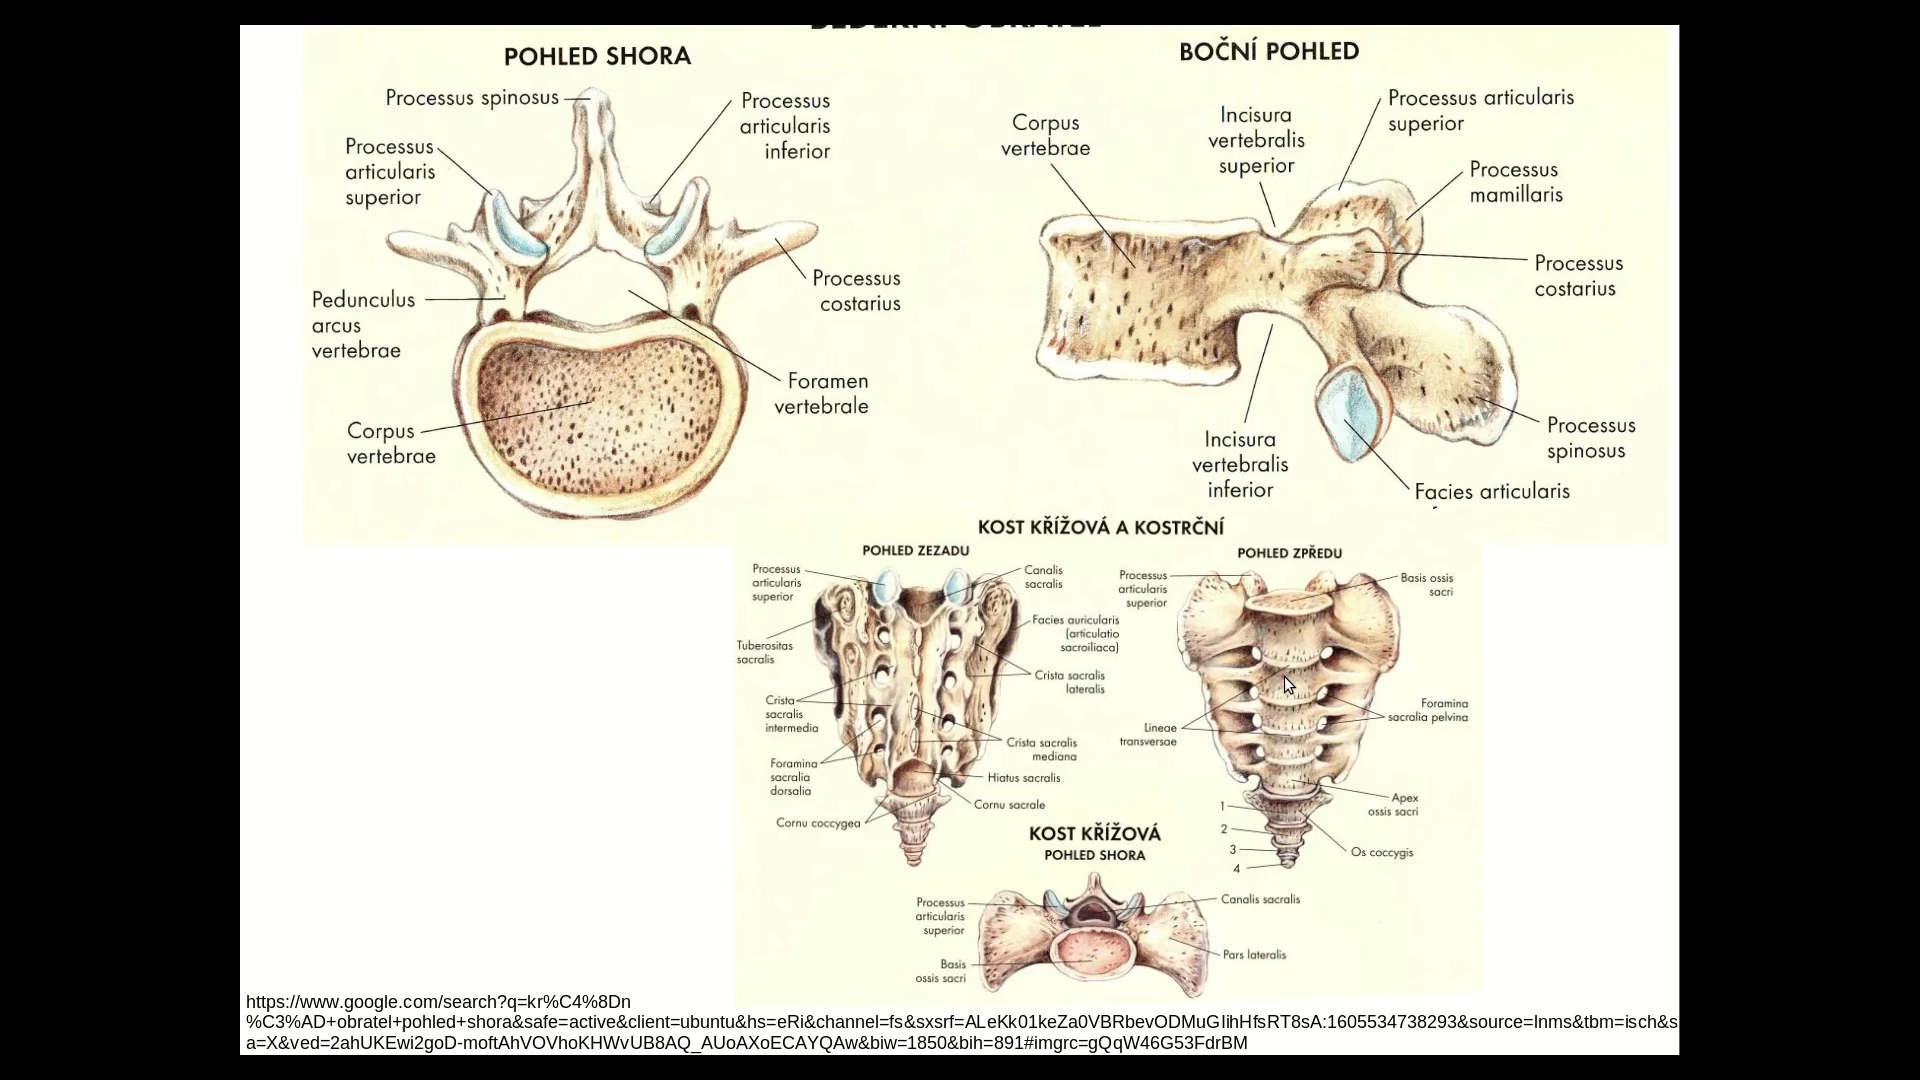 BEDERNÍ OBRATEL
POHLED SHORA
Processus spinosus
Processus
articularis
inferior
Processus
articularis
superior
Processus
costarius
Pedunculus
arcus
vertebrae
Foramen
vertebrale
Corpus
vertebrae
BOČNÍ POHLED
Processus articularis
superior
Incisura
vertebralis
superior
Corpus
vertebrae
Processus
mamillaris
Processus
costarius
Processus
spinosus
Incisura
vertebralis
inferior
Facies articularis
KOST KŘÍŽOVÁ A KOSTRČNÍ
POHLED ZEZADU
Processus
articularis
superior
Canalis
sacralis
Facies auricularis
(articulatio
sacroiliaca)
Tuberositas
sacralis
Crista sacralis
lateralis
Crista
sacralis
intermedia
Crista sacralis
mediana
Foramina
sacralia
dorsalia
Hiatus sacralis
Cornu sacrale
Cornu coccygea
POHLED ZPŘEDU
Processus
articularis
superior
Basis ossis
sacri
Foramina
sacralia pelvina
Lineae
transversae
Apex
ossis sacri
1
2
3
4
Os coccygis
KOST KŘÍŽOVÁ
POHLED SHORA
Processus
articularis
superior
Canalis sacralis
Pars lateralis
Basis
ossis sacri
https://www.google.com/search?q=kr%C4%8Dn
%C3%AD+obratel+pohled+shora&safe=active&client=ubuntu&hs=eRi&channel=fs&sxsrf=ALeKk01keZa0VBRbevODMuGlihHfsRT8sA:1605534738293&source=lnms&tbm=isch&s
a=X&ved=2ahUKEwi2goD-moftAhVOVhoKHWvUB8AQ_AUoAXoECAYQAw&biw=1850&bih=891#imgrc=gQqW46G53FdrBM